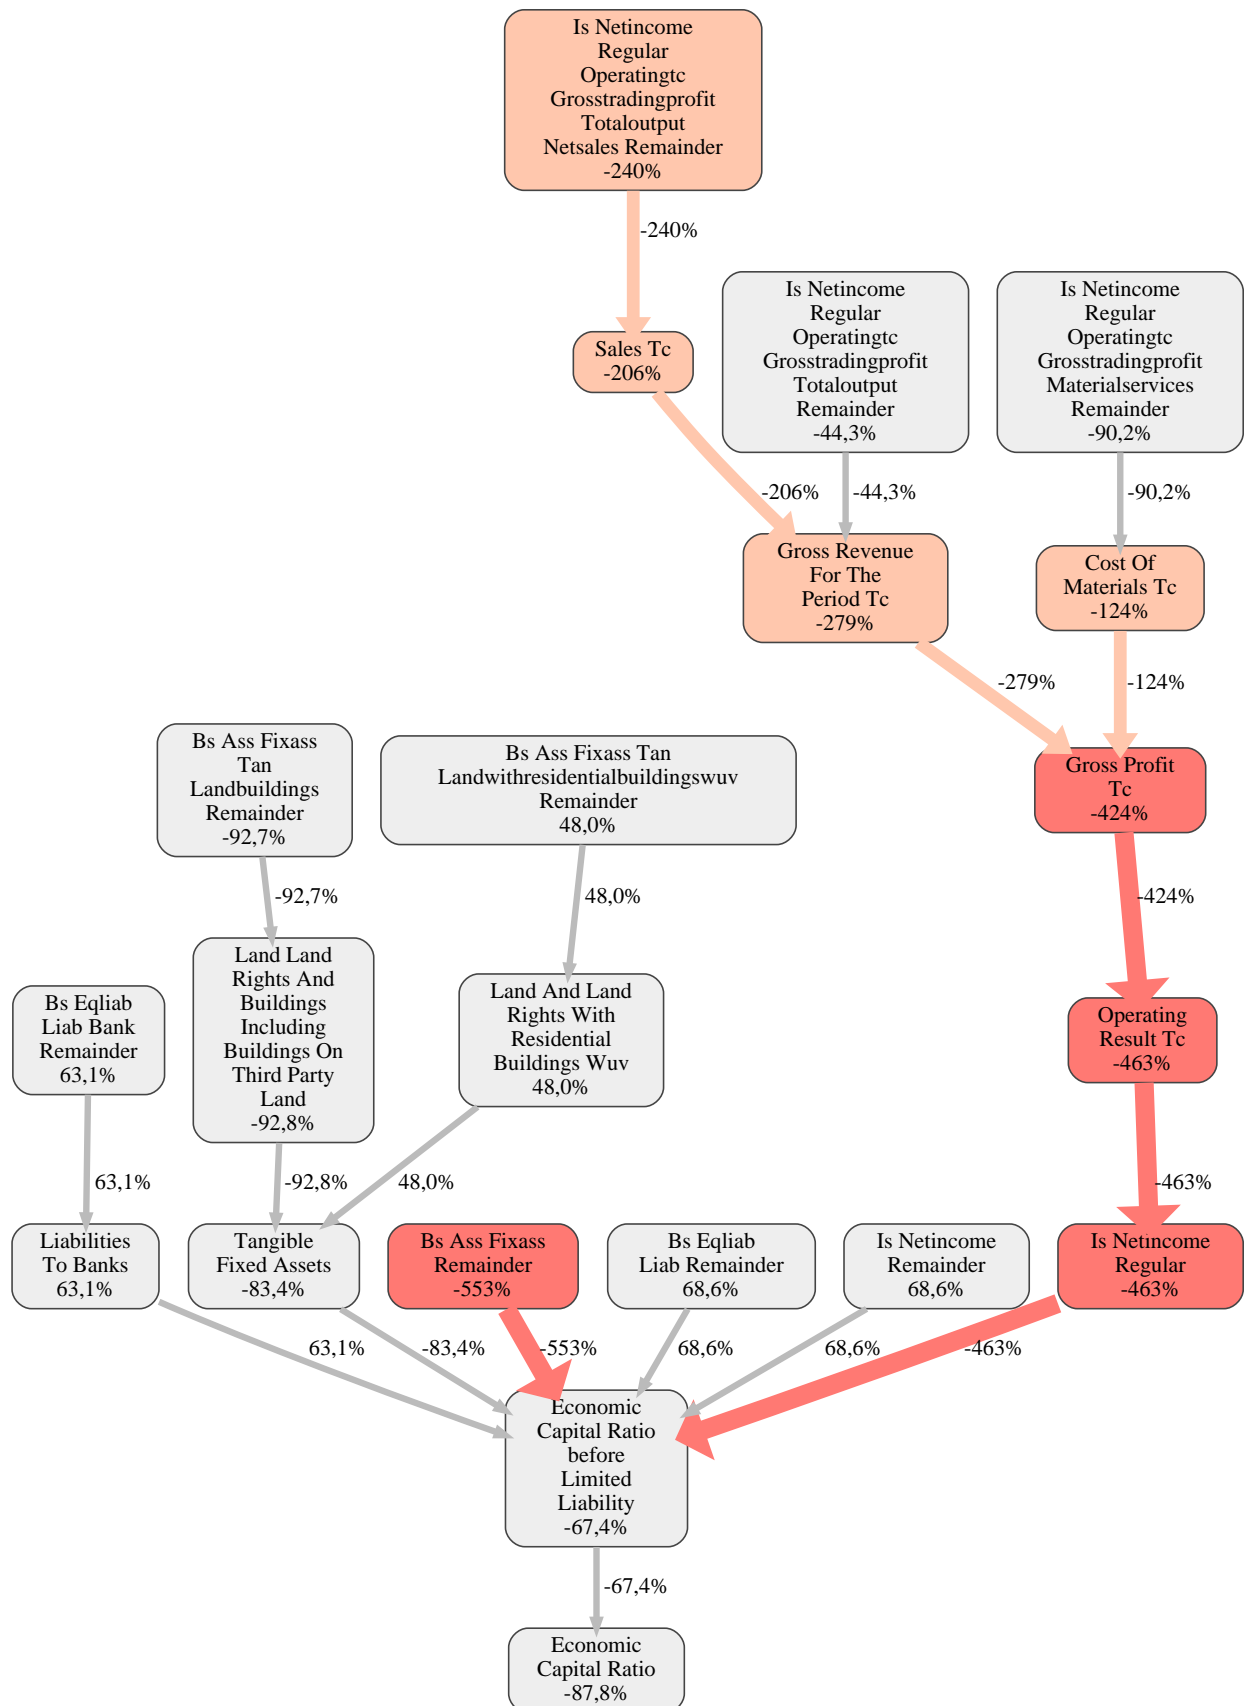 Is Netincome
Regular
Operatingtc
Grosstradingprofit
Totaloutput
Netsales Remainder
-240%
-240%
Is Netincome
Regular
Operatingtc
Grosstradingprofit
Totaloutput
Remainder
-44,3%
Is Netincome
Regular
Operatingtc
Grosstradingprofit
Materialservices
Remainder
-90,2%
Sales Tc
-206%
-206%
-44,3%
-90,2%
Gross Revenue
For The
Period Tc
-279%
Cost Of
Materials Tc
-124%
-279%
-124%
Bs Ass Fixass
Tan
Landbuildings
Remainder
-92,7%
Bs Ass Fixass Tan
Landwithresidentialbuildingswuv
Remainder
48,0%
Gross Profit
Tc
-424%
-92,7%
48,0%
-424%
Bs Eqliab
Liab Bank
Remainder
63,1%
Land Land
Rights And
Buildings
Including
Buildings On
Third Party
Land
-92,8%
Land And Land
Rights With
Residential
Buildings Wuv
48,0%
Operating
Result Tc
-463%
63,1%
-92,8%
48,0%
-463%
Liabilities
To Banks
63,1%
Tangible
Fixed Assets
-83,4%
Bs Ass Fixass
Remainder
-553%
Bs Eqliab
Liab Remainder
68,6%
Is Netincome
Remainder
68,6%
Is Netincome
Regular
-463%
63,1%
-83,4%
-553%
68,6%
68,6%
-463%
Economic
Capital Ratio
before
Limited
Liability
-67,4%
-67,4%
Economic
Capital Ratio
-87,8%